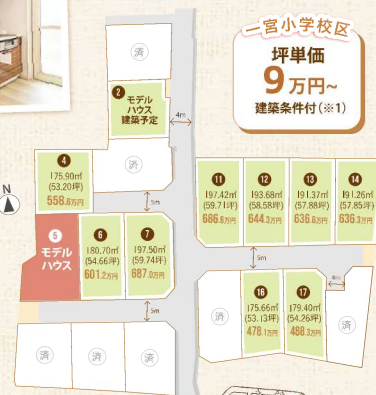 一宮小学校区
坪単価
9万円~
建築条件付(※1)
済
2
モデル
ハウス
建築予定
4m
済
4
175.90㎡
(53.20坪)
558.6万円
5m
N
11
197.42㎡
(59.71坪)
686.6万円
12
193.68㎡
(58.58坪)
644.3万円
13
191.37㎡
(57.88坪)
636.6万円
14
191.26㎡
(57.85坪)
636.3万円
5
モデル
ハウス
6
180.70㎡
(54.66坪)
601.2万円
7
197.50㎡
(59.74坪)
687.0万円
5m
5m
4m
16
175.66㎡
(53.13坪)
478.1万円
17
179.40㎡
(54.26坪)
488.3万円
済
済
済
済
済